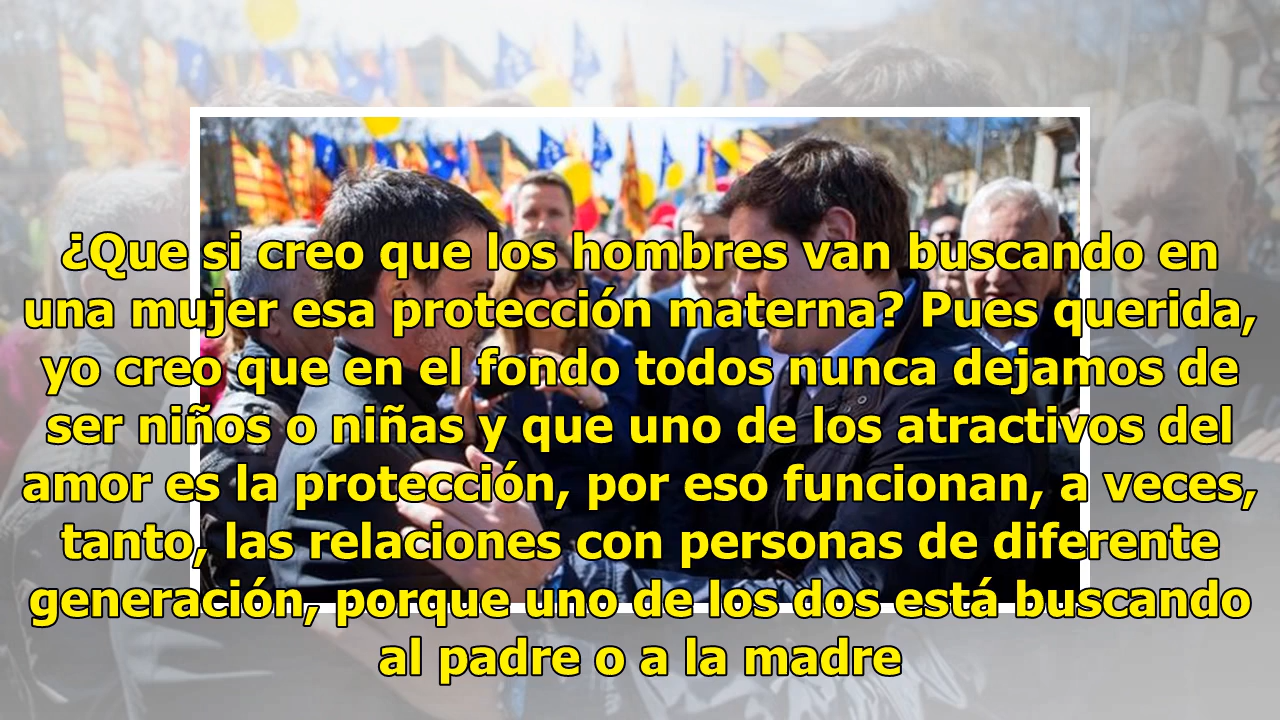 ¿Que si creo que los hombres van buscando en
una mujer esa protección materna? Pues querida,
yo creo que en el fondo todos nunca dejamos de
ser niños o niñas y que uno de los atractivos del
amor es la protección, por eso funcionan, a veces,
tanto, las relaciones con personas de diferente
generación, porque uno de los dos está buscando
al padre o a la madre